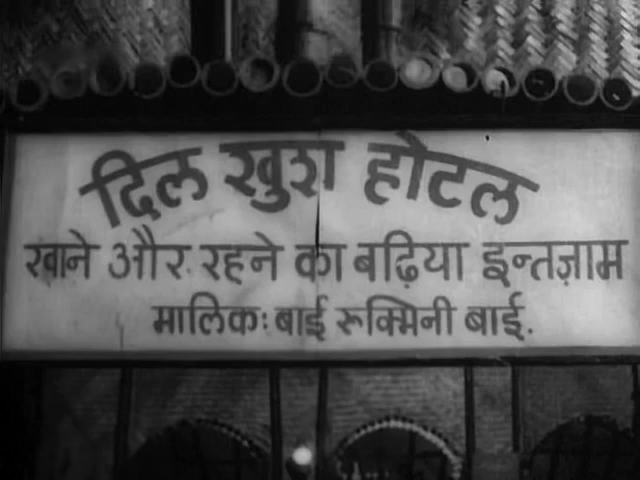 दिल खुश होटल
खाने और रहने का बढ़िया इन्तज़ाम
मालिक: बाई रूक्मिनी बाई.